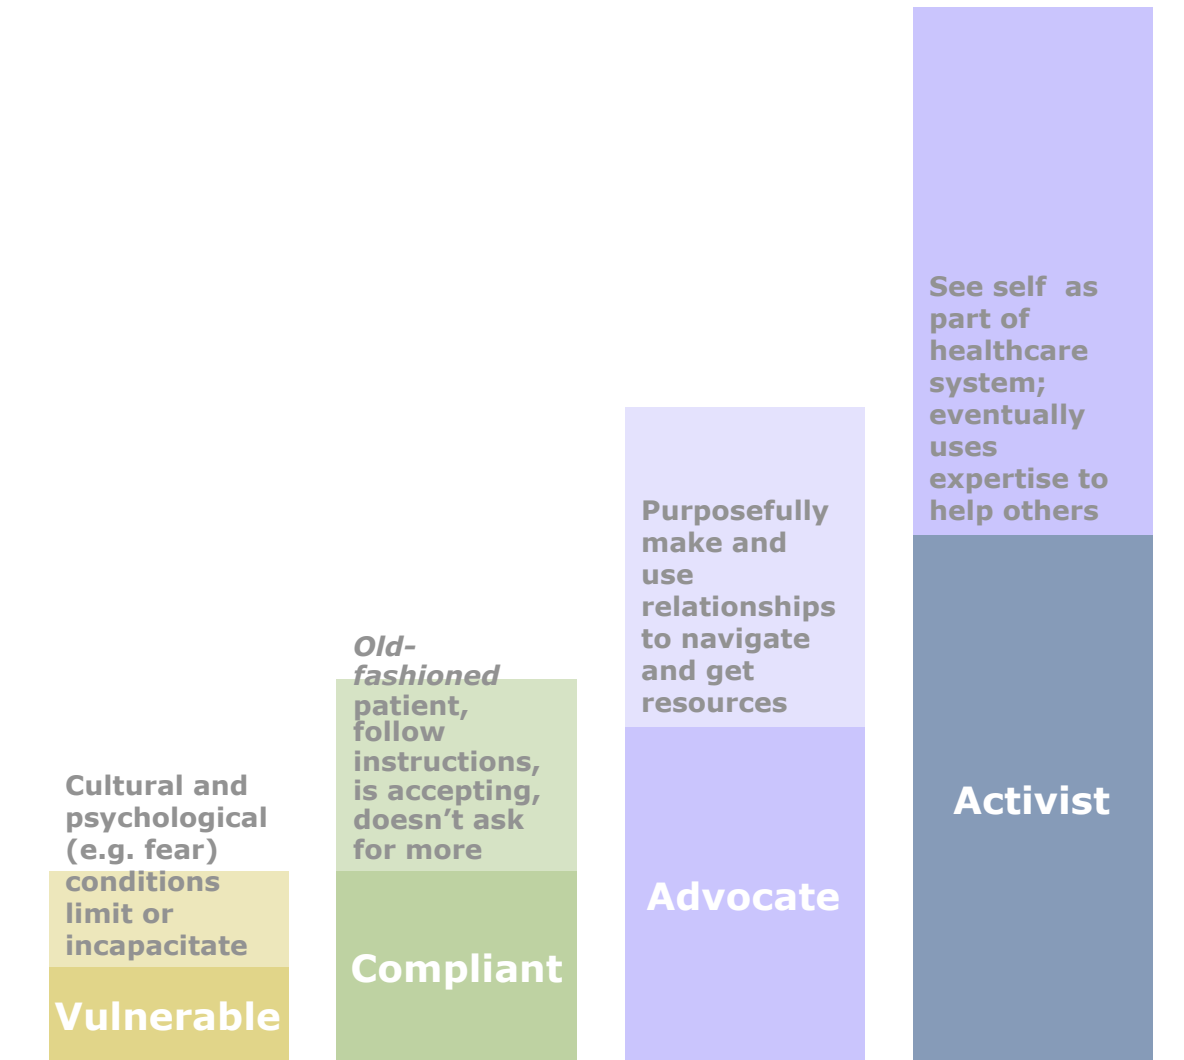 Cultural and
psychological
(e.g. fear)
conditions
limit or
incapacitate
Vulnerable
Old-
fashioned
patient,
follow
instructions,
is accepting,
doesn’t ask
for more
Compliant
Purposefully
make and
use
relationships
to navigate
and get
resources
Advocate
See self  as
part of
healthcare
system;
eventually
uses
expertise to
help others
Activist